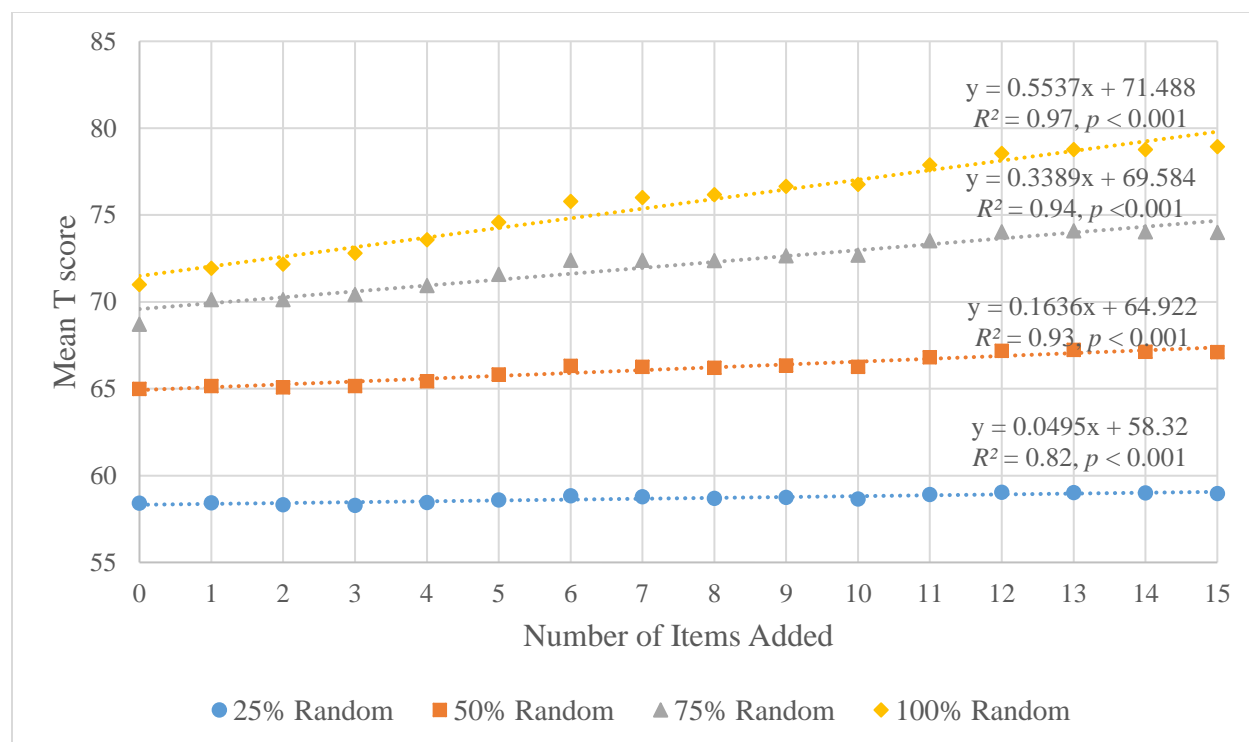 85
80
75
70
65
60
55
Mean T score
y = 0.5537x + 71.488
R² = 0.97, p < 0.001
y = 0.3389x + 69.584
R² = 0.94, p <0.001
y = 0.1636x + 64.922
R² = 0.93, p < 0.001
y = 0.0495x + 58.32
R² = 0.82, p < 0.001
0 1 2 3 4 5 6 7 8 9 10 11 12 13 14 15
Number of Items Added
25% Random 50% Random 75% Random 100% Random